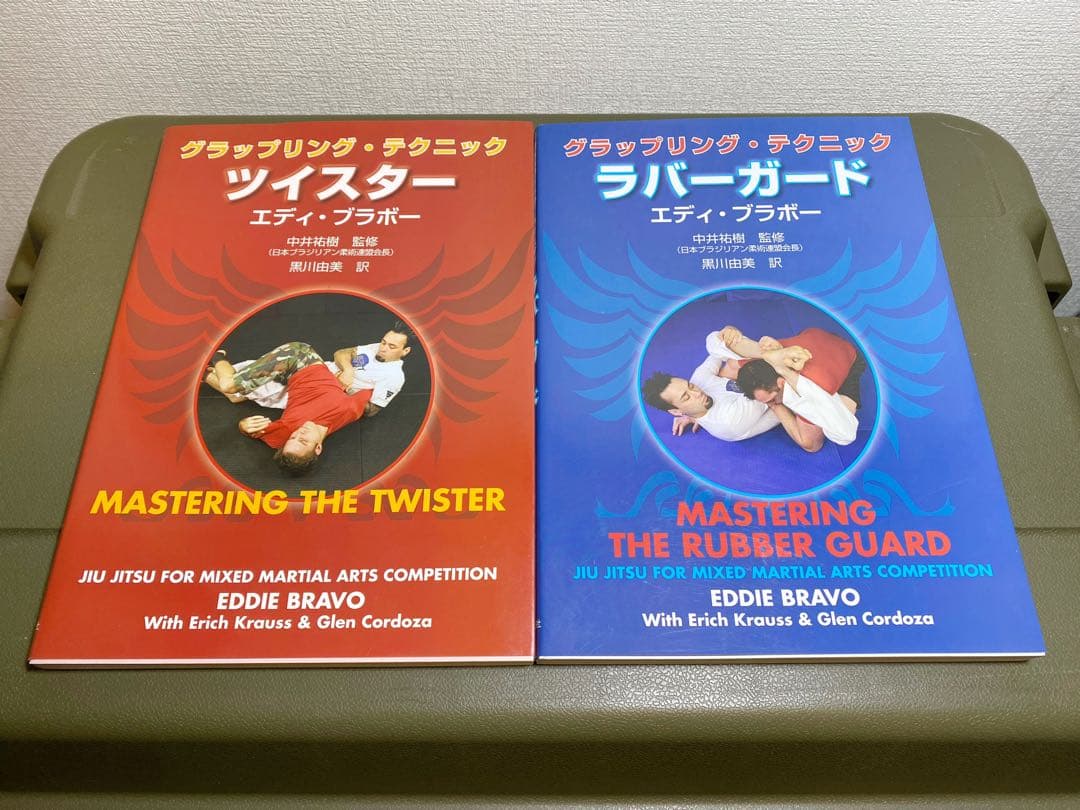 グラップリング・テクニック
ツイスター
エディ・ブラボー
中井祐樹 監修
(日本ブラジリアン柔術連盟会長)
黒川由美 訳
MASTERING THE TWISTER
JIU JITSU FOR MIXED MARTIAL ARTS COMPETITION
EDDIE BRAVO
With Erich Krauss & Glen Cordoza
グラップリング・テクニック
ラバーガード
エディ・ブラボー
中井祐樹 監修
(日本ブラジリアン柔術連盟会長)
黒川由美 訳
MASTERING
THE RUBBER GUARD
JIU JITSU FOR MIXED MARTIAL ARTS COMPETITION
EDDIE BRAVO
With Erich Krauss & Glen Cordoza